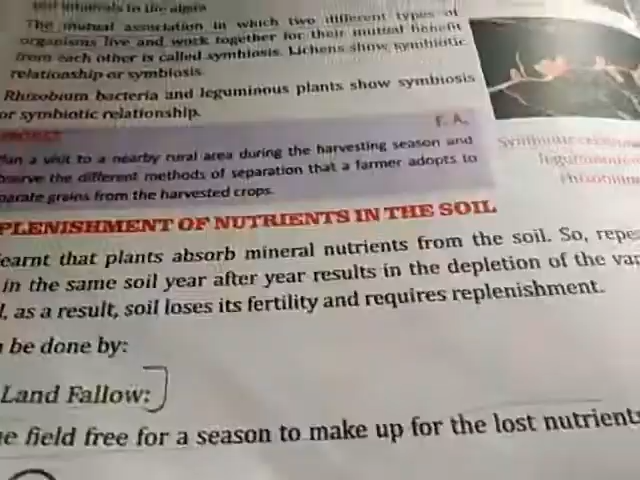 The mutual association in which two different types of
organisms live and work together for their mutual benefit
from each other is called symbiosis. Lichens show symbiotic
relationship or symbiosis.
Rhizobium bacteria and leguminous plants show symbiosis
or symbiotic relationship.
F. A.
a visit to a nearby rural area during the harvesting season and
the different methods of separation that a farmer adopts to
grains from the harvested crops.
PLENISHMENT OF NUTRIENTS IN THE SOIL
earnt that plants absorb mineral nutrients from the soil. So, repe
in the same soil year after year results in the depletion of the var
, as a result, soil loses its fertility and requires replenishment.
be done by:
Land Fallow:
e field free for a season to make up for the lost nutrient